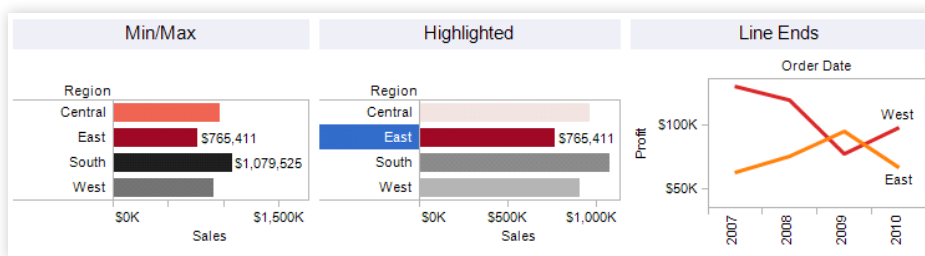 Min/Max
Region
Central
East $765,411
South $1,079,525
West
$0K $1,500K
Sales
Highlighted
Region
Central
East $765,411
South
West
$0K $500K $1,000K
Sales
Line Ends
Order Date
Profit
$100K
$50K
West
East
2007 2008 2009 2010